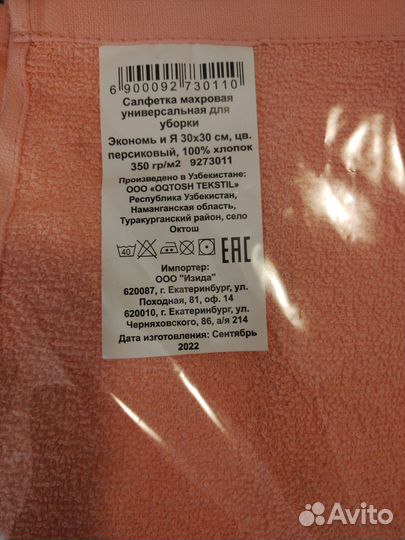 6 900092 730110
Салфетка махровая
универсальная для
уборки
Экономь и Я 30х30 см, цв.
персиковый, 100% хлопок
350 гр/м2 9273011
Произведено в Узбекистане:
ООО «OQTOSH TEKSTIL»
Республика Узбекистан,
Наманганская область,
Туракурганский район, село
Октош
40 EAC
Импортер:
ООО "Изида"
620087, г. Екатеринбург, ул.
Походная, 81, оф. 14
620010, г. Екатеринбург, ул.
Черняховского, 86, а/я 214
Дата изготовления: Сентябрь
2022
Avito